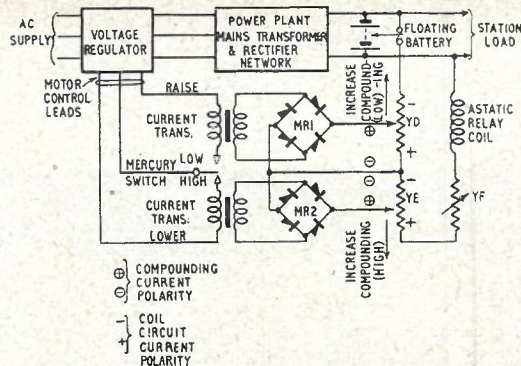 AC
SUPPLY
VOLTAGE
REGULATOR
POWER PLANT
MAINS TRANSFORMER
& RECTIFIER
NETWORK
FLOATING
BATTERY
STATION
LOAD
MOTOR
CONTROL
LEADS
RAISE
CURRENT
TRANS.
MR1
INCREASE
COMPOUND-
(LOW) -ING
⊕
⊖
−
YD
+
ASTATIC
RELAY
COIL
MERCURY
SWITCH
LOW
HIGH
CURRENT
TRANS.
LOWER
MR2
⊖
⊕
INCREASE
COMPOUNDING
(HIGH)
−
YE
+
YF
⊕
⊖
COMPOUNDING
CURRENT
POLARITY
−
+
COIL
CIRCUIT
CURRENT
POLARITY